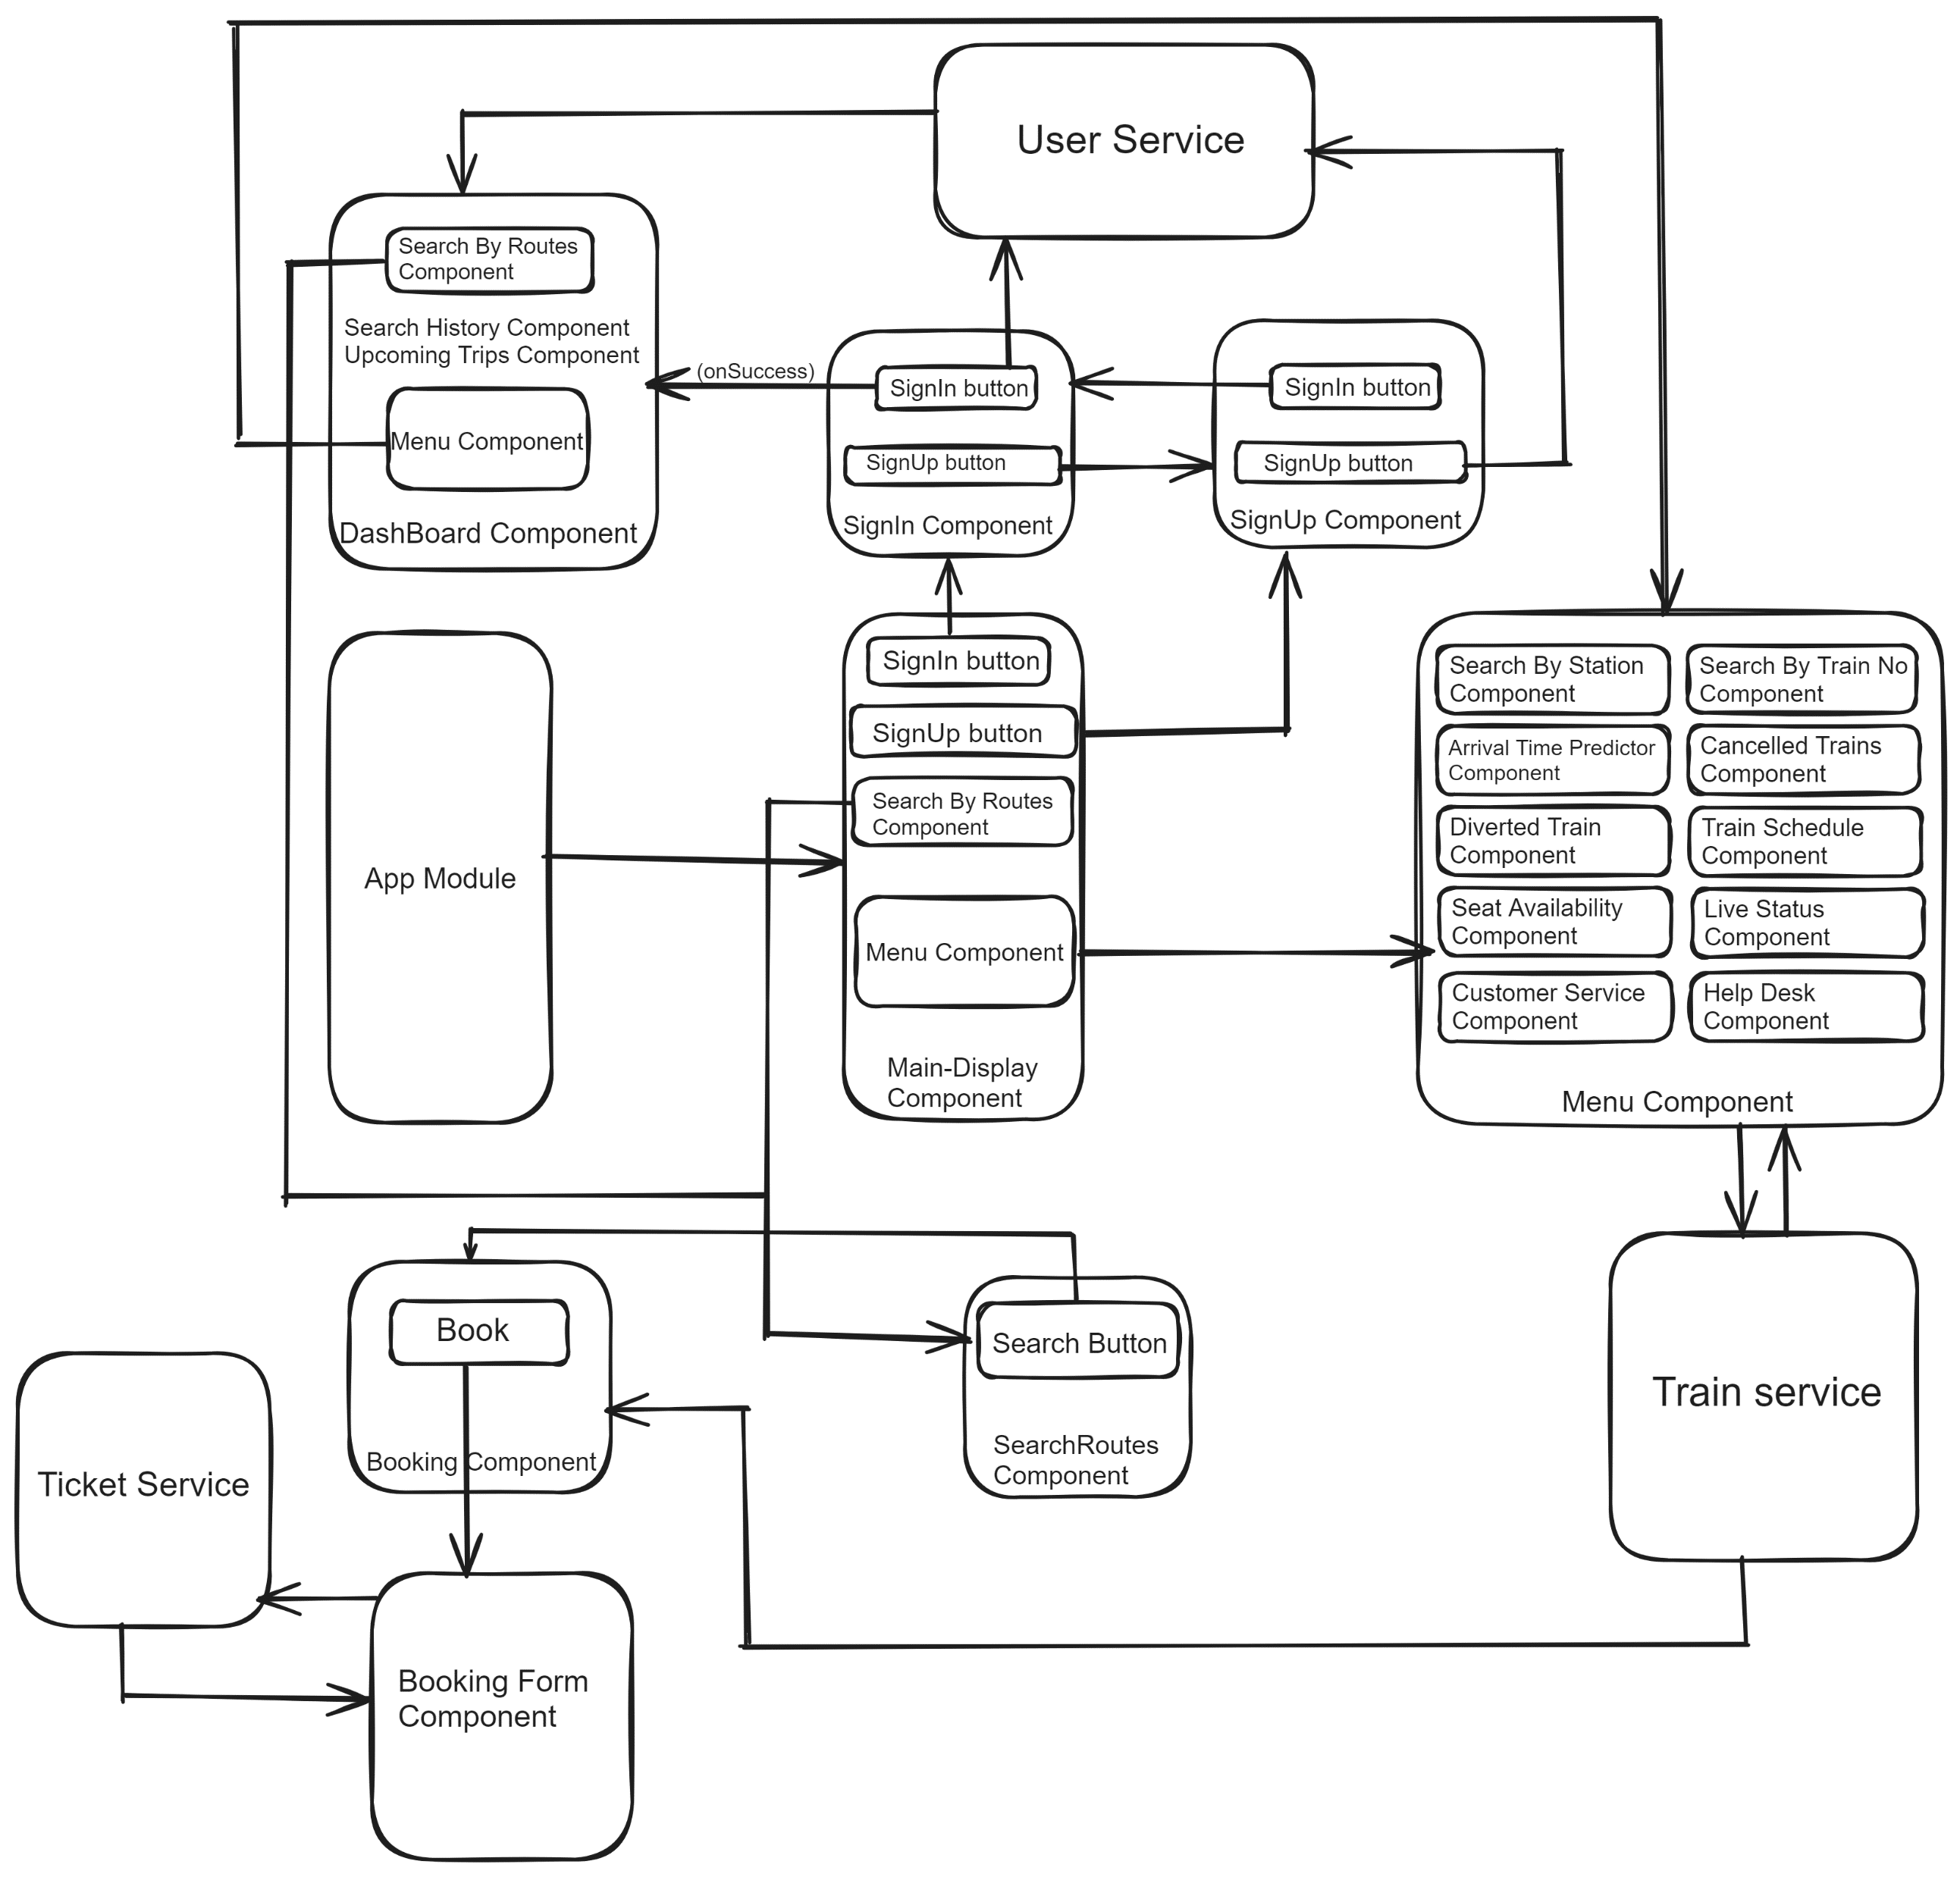 User Service
Search By Routes
Component
Search History Component
Upcoming Trips Component
Menu Component
DashBoard Component
(onSuccess)
SignIn button
SignUp button
SignIn Component
SignIn button
SignUp button
SignUp Component
App Module
SignIn button
SignUp button
Search By Routes
Component
Menu Component
Main-Display
Component
Search By Station
Component
Search By Train No
Component
Arrival Time Predictor
Component
Cancelled Trains
Component
Diverted Train
Component
Train Schedule
Component
Seat Availability
Component
Live Status
Component
Customer Service
Component
Help Desk
Component
Menu Component
Book
Booking Component
Search Button
SearchRoutes
Component
Train service
Ticket Service
Booking Form
Component